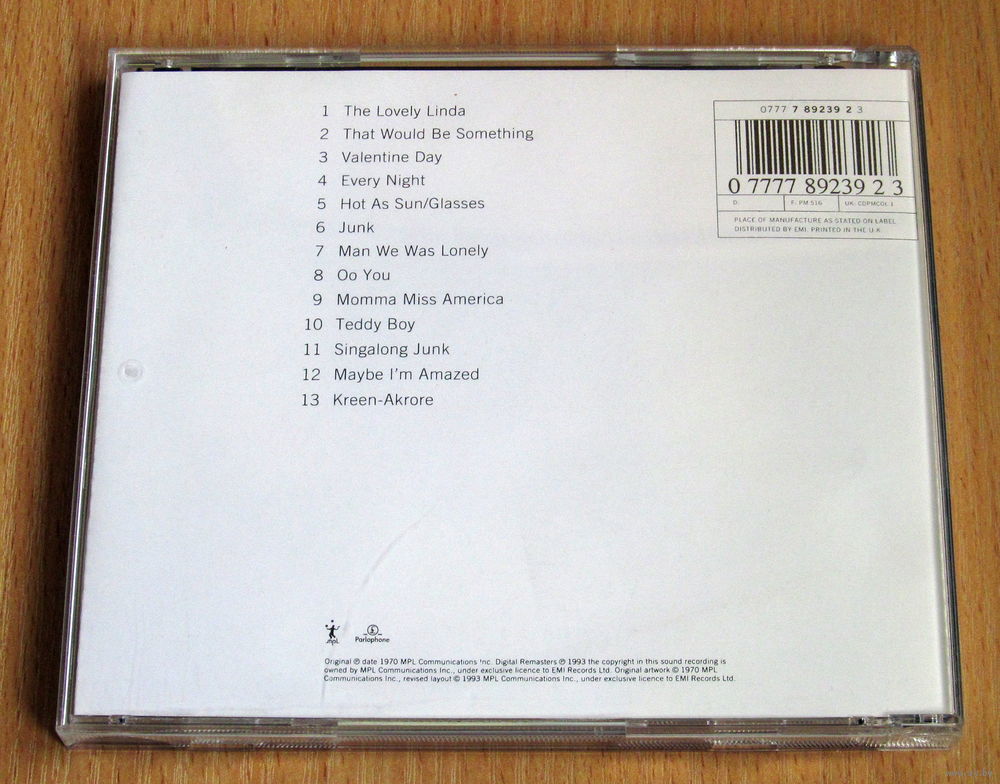 1 The Lovely Linda
2 That Would Be Something
3 Valentine Day
4 Every Night
5 Hot As Sun/Glasses
6 Junk
7 Man We Was Lonely
8 Oo You
9 Momma Miss America
10 Teddy Boy
11 Singalong Junk
12 Maybe I'm Amazed
13 Kreen-Akrore
0777 7 89239 2 3
0 7777 89239 2 3
D: F: PM 516 UK: CDPMCOL 1
PLACE OF MANUFACTURE AS STATED ON LABEL
DISTRIBUTED BY EMI. PRINTED IN THE U.K.
mpl Parlophone
Original ℗ date 1970 MPL Communications Inc. Digital Remasters ℗ 1993 the copyright in this sound recording is
owned by MPL Communications Inc., under exclusive licence to EMI Records Ltd. Original artwork © 1970 MPL
Communications Inc., revised layout © 1993 MPL Communications Inc., under exclusive licence to EMI Records Ltd.